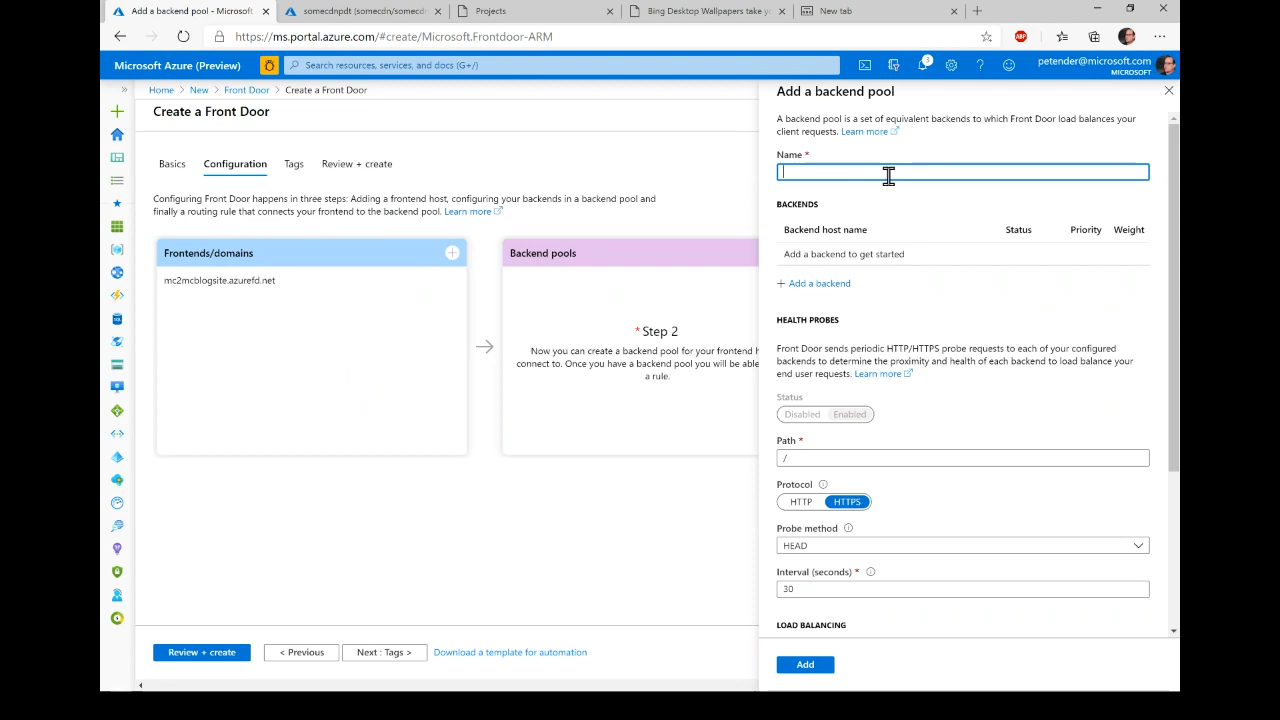 Add a backend pool - Microsoft
somecdnpdt (somecdn/somecdn
Projects
Bing Desktop Wallpapers take yo
New tab
https://ms.portal.azure.com/#create/Microsoft.Frontdoor-ARM
ABP
Microsoft Azure (Preview)
Search resources, services, and docs (G+/)
3
petender@microsoft.com
MICROSOFT
Home > New > Front Door > Create a Front Door
Create a Front Door
Basics
Configuration
Tags
Review + create
Configuring Front Door happens in three steps: Adding a frontend host, configuring your backends in a backend pool and
finally a routing rule that connects your frontend to the backend pool. Learn more
Frontends/domains
mc2mcblogsite.azurefd.net
Backend pools
* Step 2
Now you can create a backend pool for your frontend h
connect to. Once you have a backend pool you will be able
a rule.
Review + create
< Previous
Next : Tags >
Download a template for automation
Add a backend pool
A backend pool is a set of equivalent backends to which Front Door load balances your
client requests. Learn more
Name *
BACKENDS
Backend host name
Status
Priority
Weight
Add a backend to get started
+ Add a backend
HEALTH PROBES
Front Door sends periodic HTTP/HTTPS probe requests to each of your configured
backends to determine the proximity and health of each backend to load balance your
end user requests. Learn more
Status
Disabled Enabled
Path *
/
Protocol
HTTP HTTPS
Probe method
HEAD
Interval (seconds) *
30
LOAD BALANCING
Add